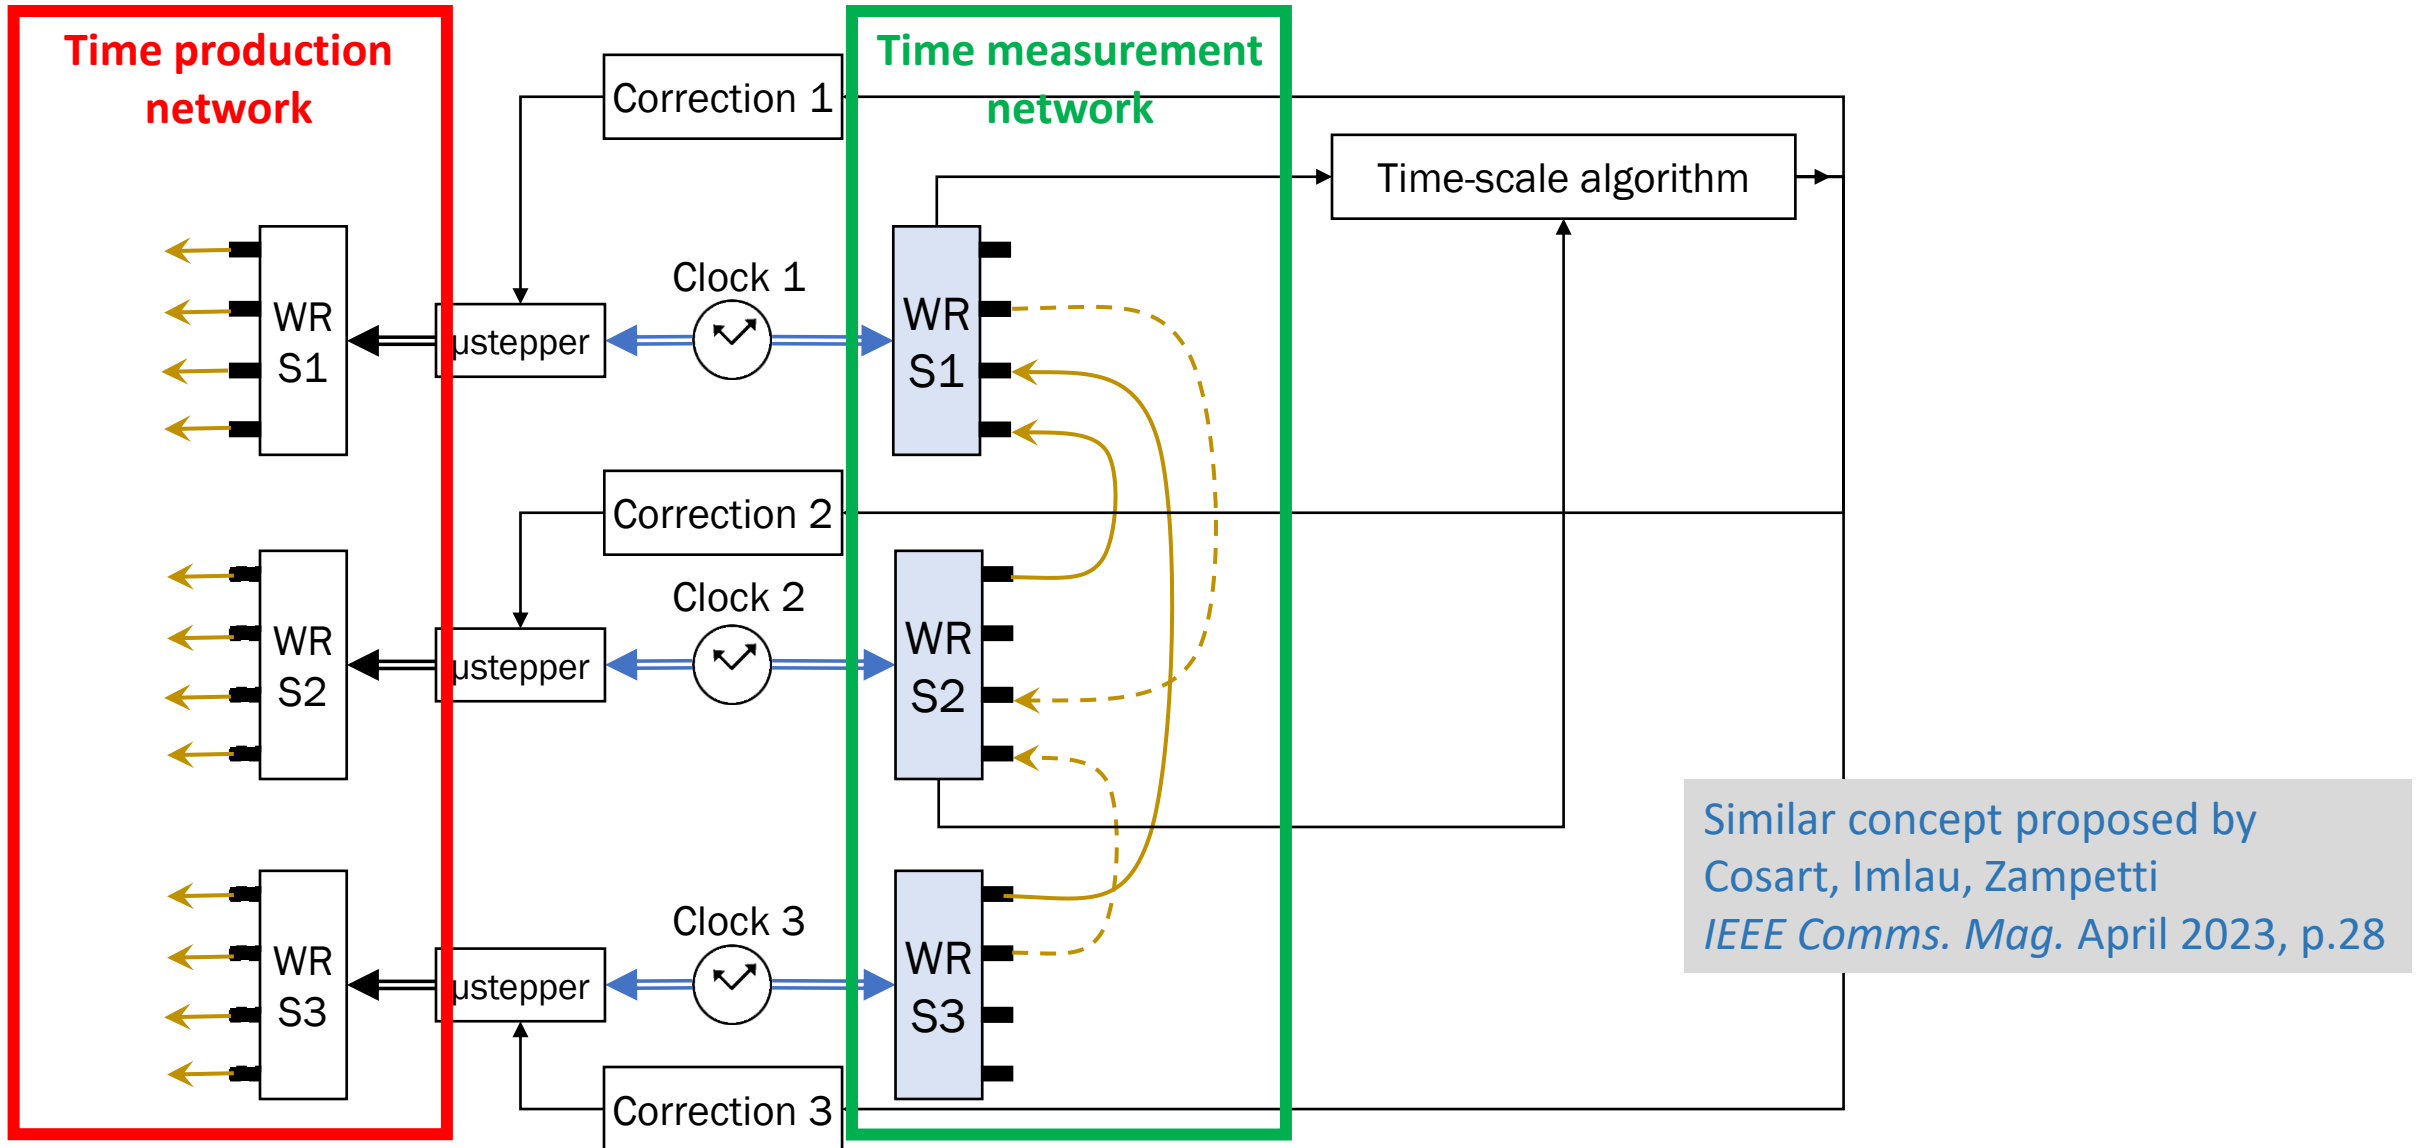 Time production
network
Time measurement
network
Correction 1
Time-scale algorithm
Clock 1
WR
S1
µstepper
WR
S1
Correction 2
Clock 2
WR
S2
µstepper
WR
S2
Similar concept proposed by
Cosart, Imlau, Zampetti
IEEE Comms. Mag. April 2023, p.28
Clock 3
WR
S3
µstepper
WR
S3
Correction 3